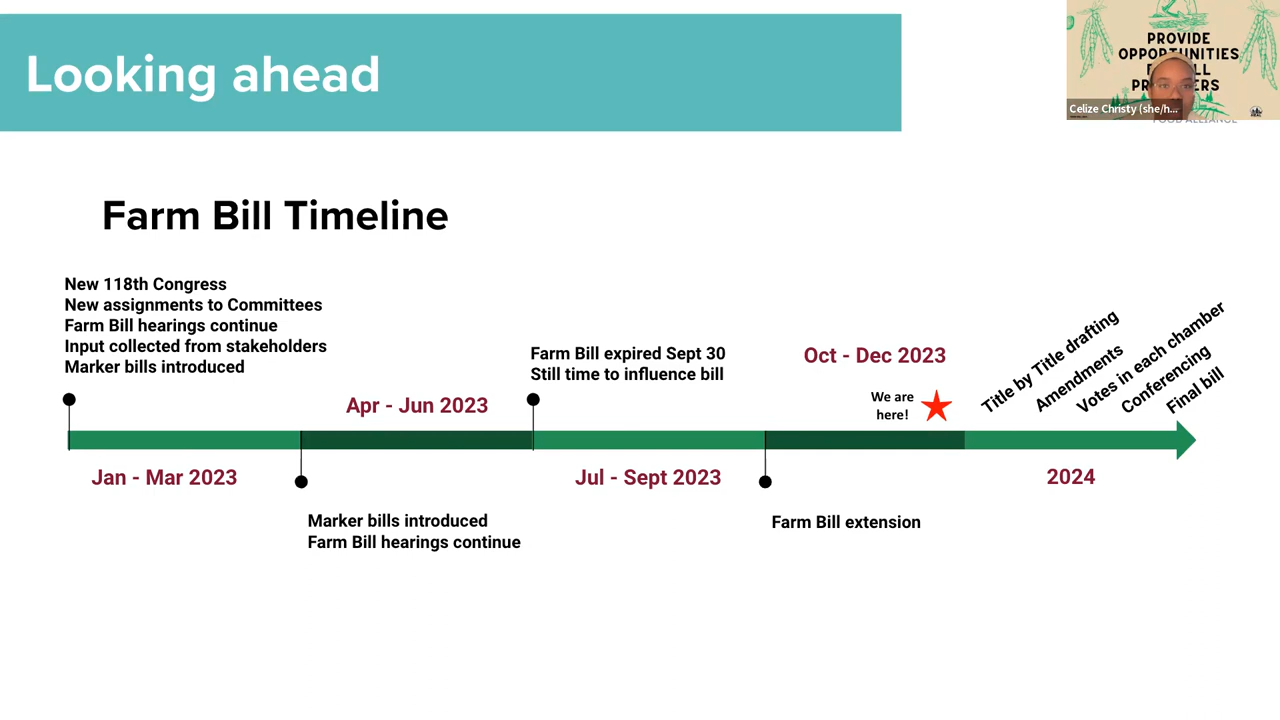 Looking ahead
PROVIDE
OPPORTUNITIES
Celize Christy (she/h...
FOOD ALLIANCE
Farm Bill Timeline
New 118th Congress
New assignments to Committees
Farm Bill hearings continue
Input collected from stakeholders
Marker bills introduced
Apr - Jun 2023
Farm Bill expired Sept 30
Still time to influence bill
Oct - Dec 2023
We are
here!
Title by Title drafting
Amendments
Votes in each chamber
Conferencing
Final bill
Jan - Mar 2023
Jul - Sept 2023
2024
Marker bills introduced
Farm Bill hearings continue
Farm Bill extension